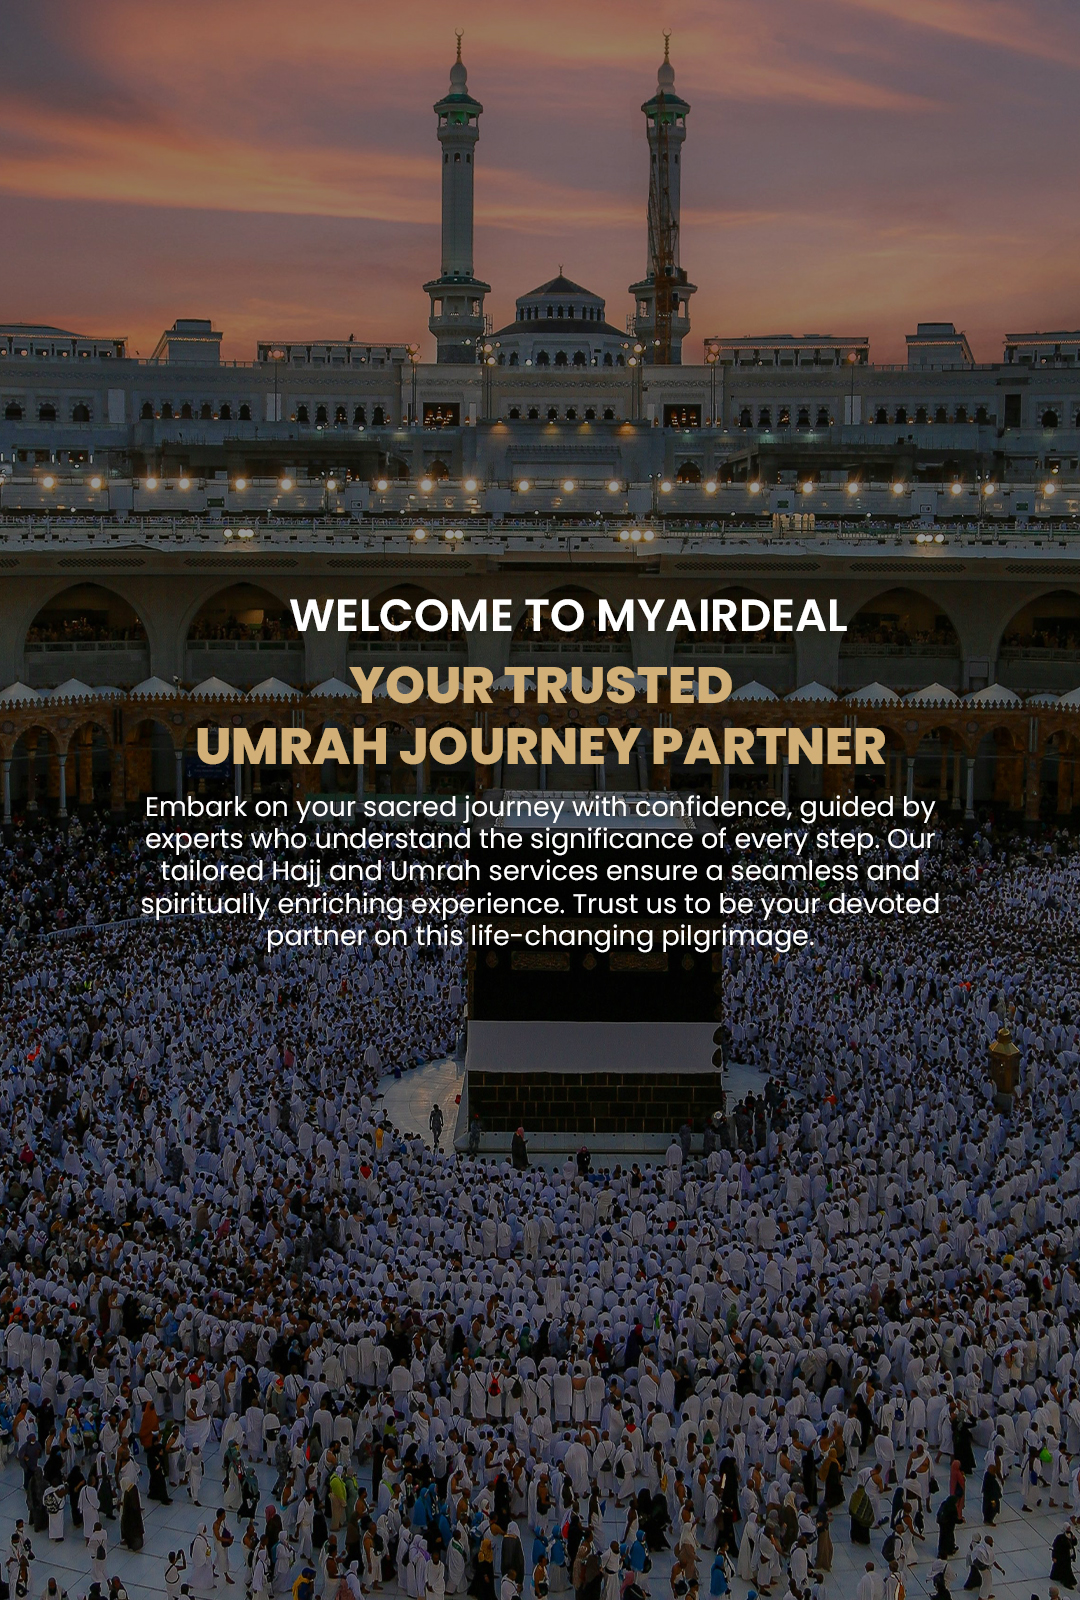 WELCOME TO MYAIRDEAL
YOUR TRUSTED
UMRAH JOURNEY PARTNER
Embark on your sacred journey with confidence, guided by
experts who understand the significance of every step. Our
tailored Hajj and Umrah services ensure a seamless and
spiritually enriching experience. Trust us to be your devoted
partner on this life-changing pilgrimage.